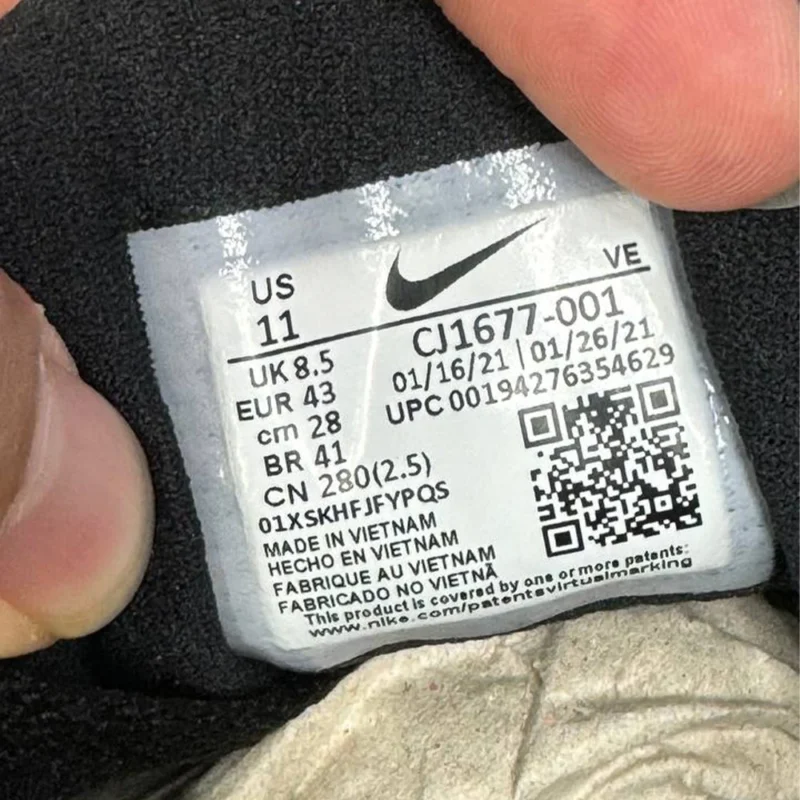 US
11
VE
CJ1677-001
01/16/21 | 01/26/21
UPC 00194276354629
UK 8.5
EUR 43
cm 28
BR 41
CN 280(2.5)
01XSKHFJFYPQS
MADE IN VIETNAM
HECHO EN VIETNAM
FABRIQUE AU VIETNAM
FABRICADO NO VIETNÃ
This product is covered by one or more patents:
www.nike.com/patentsvirtualmarking